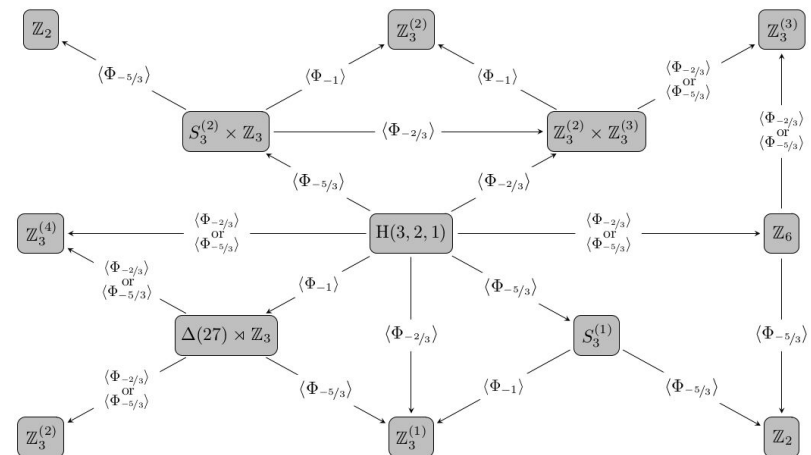 ℤ₂
ℤ₃⁽²⁾
ℤ₃⁽³⁾
⟨Φ₋₅/₃⟩
⟨Φ₋₁⟩
⟨Φ₋₁⟩
⟨Φ₋₂/₃⟩
or
⟨Φ₋₅/₃⟩
S₃⁽²⁾ × ℤ₃
⟨Φ₋₂/₃⟩
ℤ₃⁽²⁾ × ℤ₃⁽³⁾
⟨Φ₋₂/₃⟩
or
⟨Φ₋₅/₃⟩
⟨Φ₋₅/₃⟩
⟨Φ₋₂/₃⟩
ℤ₃⁽⁴⁾
⟨Φ₋₂/₃⟩
or
⟨Φ₋₅/₃⟩
H(3, 2, 1)
⟨Φ₋₂/₃⟩
or
⟨Φ₋₅/₃⟩
ℤ₆
⟨Φ₋₂/₃⟩
or
⟨Φ₋₅/₃⟩
⟨Φ₋₁⟩
⟨Φ₋₅/₃⟩
Δ(27) ⋊ ℤ₃
⟨Φ₋₂/₃⟩
S₃⁽¹⁾
⟨Φ₋₅/₃⟩
⟨Φ₋₂/₃⟩
or
⟨Φ₋₅/₃⟩
⟨Φ₋₅/₃⟩
⟨Φ₋₁⟩
⟨Φ₋₅/₃⟩
ℤ₃⁽²⁾
ℤ₃⁽¹⁾
ℤ₂